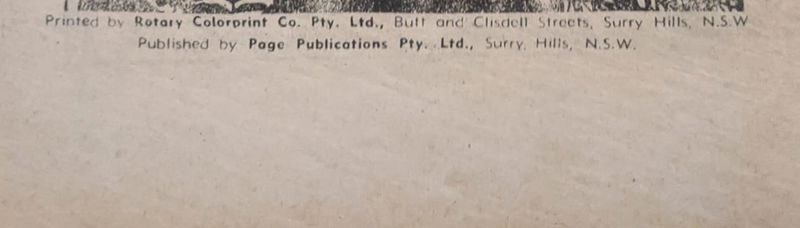 Printed by Rotary Colorprint Co. Pty. Ltd., Butt and Clisdell Streets, Surry Hills, N.S.W
Published by Page Publications Pty. Ltd., Surry Hills, N.S.W.